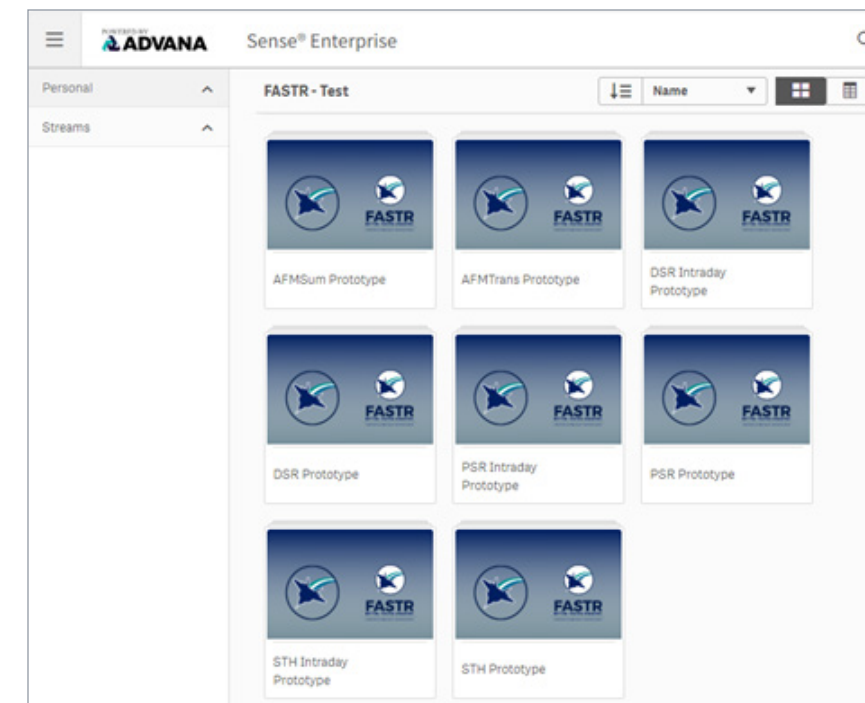 POWERED BY
ADVANA
Sense® Enterprise
Personal
Streams
FASTR - Test
Name
FASTR
FASTR
FASTR
AFMSum Prototype
AFMTrans Prototype
DSR Intraday
Prototype
FASTR
FASTR
FASTR
DSR Prototype
PSR Intraday
Prototype
PSR Prototype
FASTR
FASTR
STH Intraday
Prototype
STH Prototype